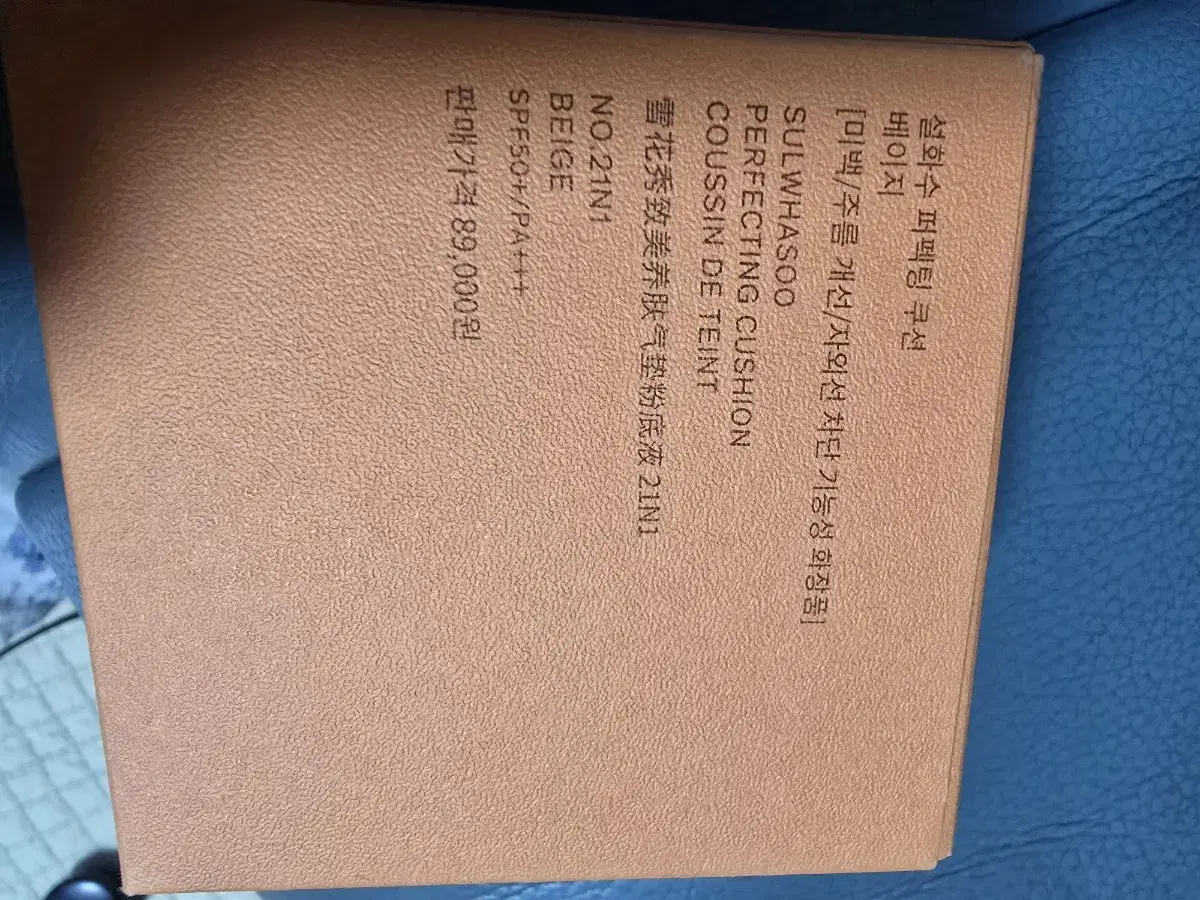 설화수 퍼펙팅 쿠션
베이지
[미백/주름 개선/자외선 차단 기능성 화장품]
SULWHASOO
PERFECTING CUSHION
COUSSIN DE TEINT
雪花秀致美养肤气垫粉底液 21N1
NO.21N1
BEIGE
SPF50+/PA+++
판매가격 89,000원